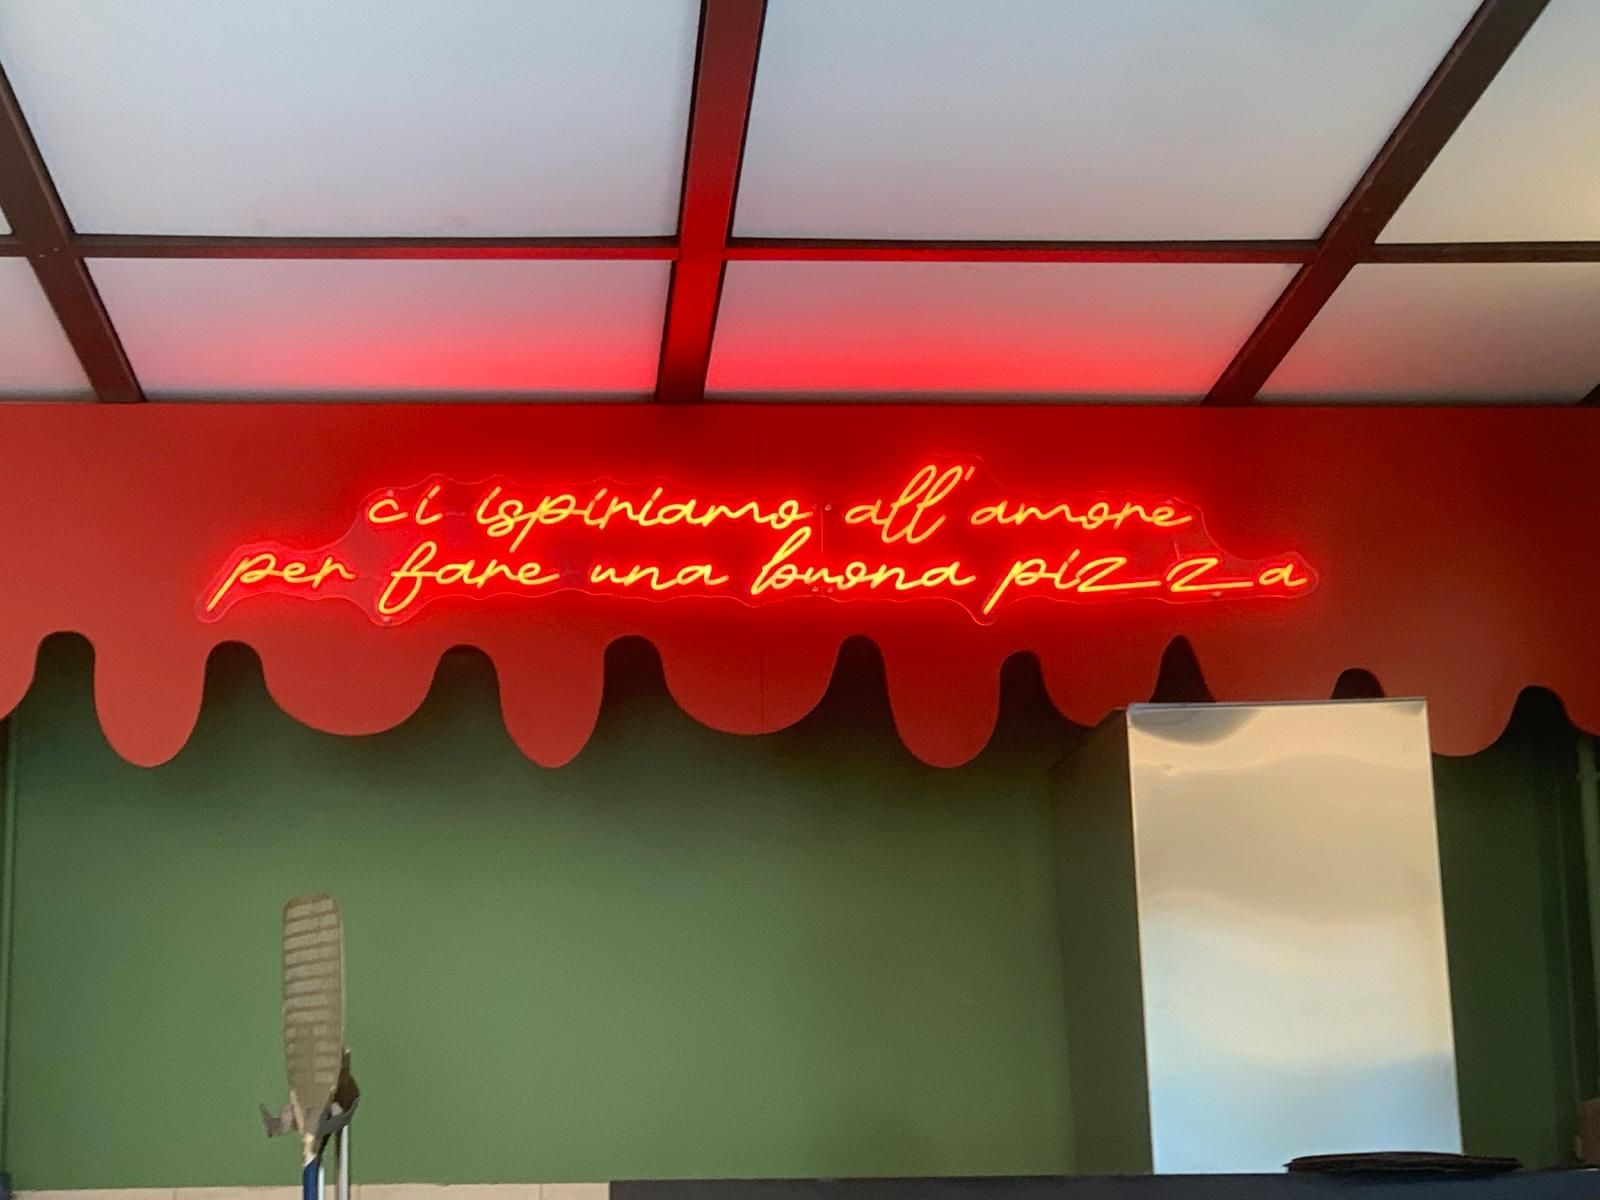 ci ispiriamo all'amore
per fare una buona pizza